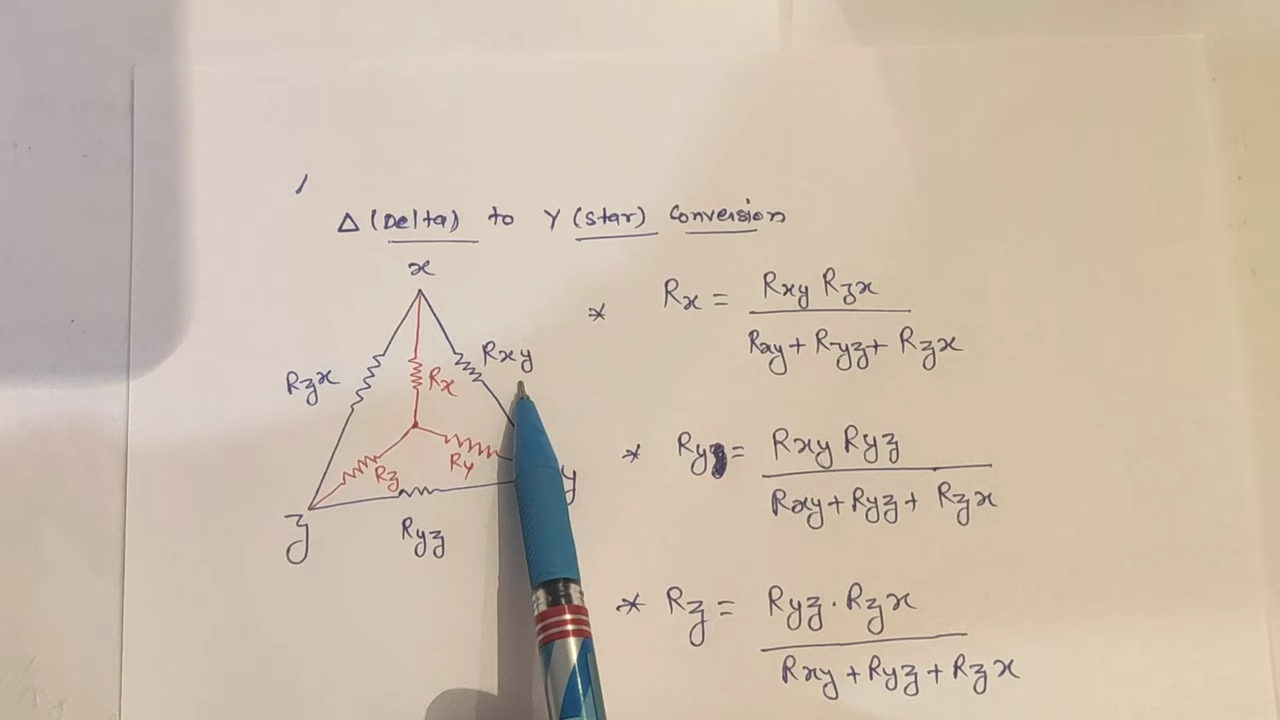 Δ (Delta) to Y (Star) Conversion
x
Rzx
Rxy
Rx
Rz
Ry
z
y
Ryz
* Rx = Rxy Rzx
Rxy + Ryz + Rzx
* Ry = Rxy Ryz
Rxy + Ryz + Rzx
* Rz = Ryz . Rzx
Rxy + Ryz + Rzx